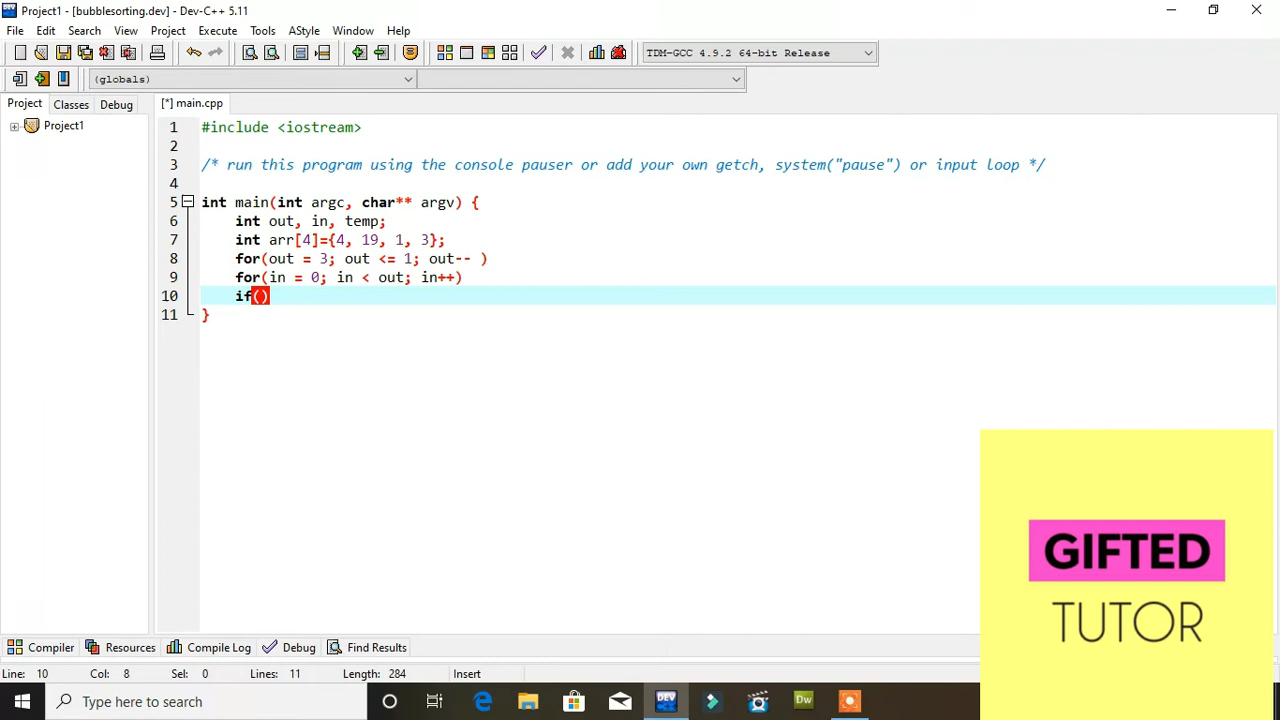 Project1 - [bubblesorting.dev] - Dev-C++ 5.11
File Edit Search View Project Execute Tools AStyle Window Help
TDM-GCC 4.9.2 64-bit Release
(globals)
Project Classes Debug
[*] main.cpp
Project1
1 #include <iostream>
2
3 /* run this program using the console pauser or add your own getch, system("pause") or input loop */
4
5 int main(int argc, char** argv) {
6 int out, in, temp;
7 int arr[4]={4, 19, 1, 3};
8 for(out = 3; out <= 1; out-- )
9 for(in = 0; in < out; in++)
10 if()
11 }
GIFTED
TUTOR
Compiler Resources Compile Log Debug Find Results
Line: 10 Col: 8 Sel: 0 Lines: 11 Length: 284 Insert
Type here to search
DEV
Dw